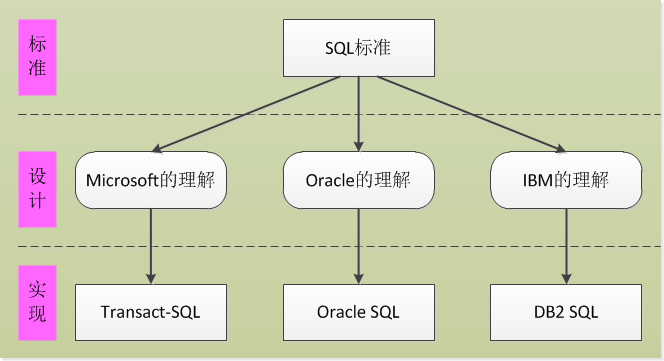 标准
SQL标准
设计
Microsoft的理解
Oracle的理解
IBM的理解
实现
Transact-SQL
Oracle SQL
DB2 SQL